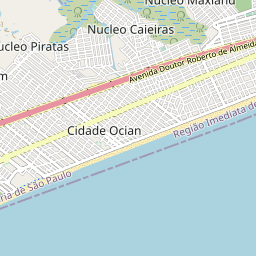 Nucleo Maxland
Nucleo Caieiras
ucleo Piratas
Avenida Doutor Roberto de Almeida
m
Cidade Ocian
Região Imediata de
ria de São Paulo